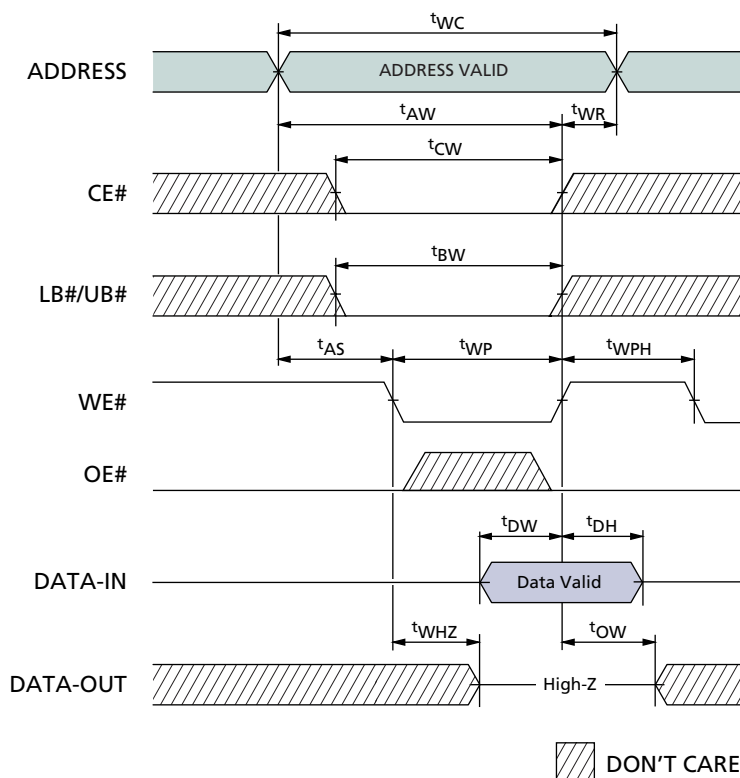 tWC
ADDRESS
ADDRESS VALID
tAW
tWR
tCW
CE#
tBW
LB#/UB#
tAS
tWP
tWPH
WE#
OE#
tDW
tDH
DATA-IN
Data Valid
tWHZ
tOW
DATA-OUT
High-Z
DON'T CARE